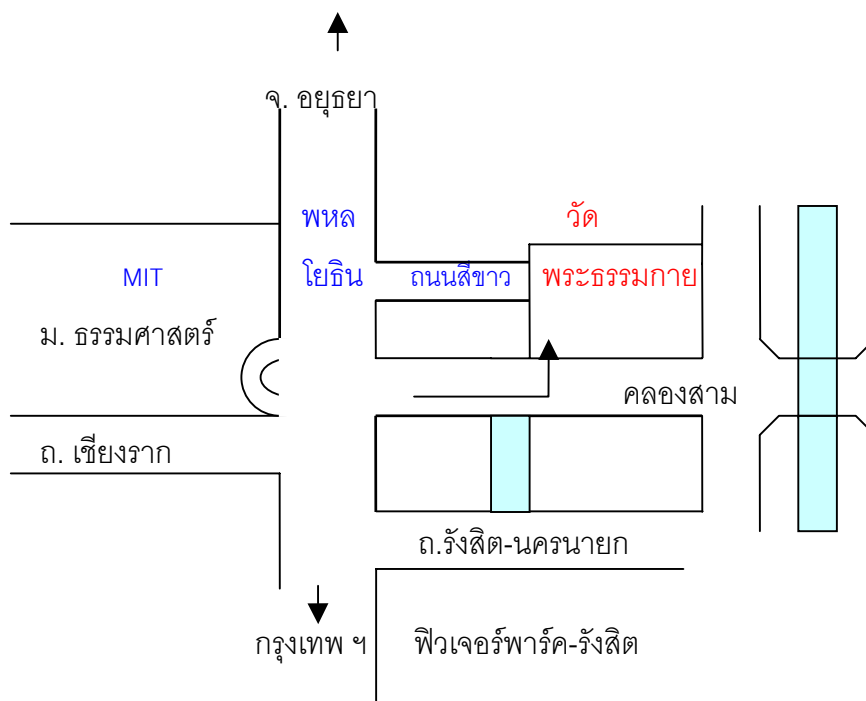 จ. อยุธยา
พหล
วัด
MIT
โยธิน
ถนนสีขาว
พระธรรมกาย
ม. ธรรมศาสตร์
คลองสาม
ถ. เชียงราก
ถ.รังสิต-นครนายก
กรุงเทพ ฯ
ฟิวเจอร์พาร์ค-รังสิต